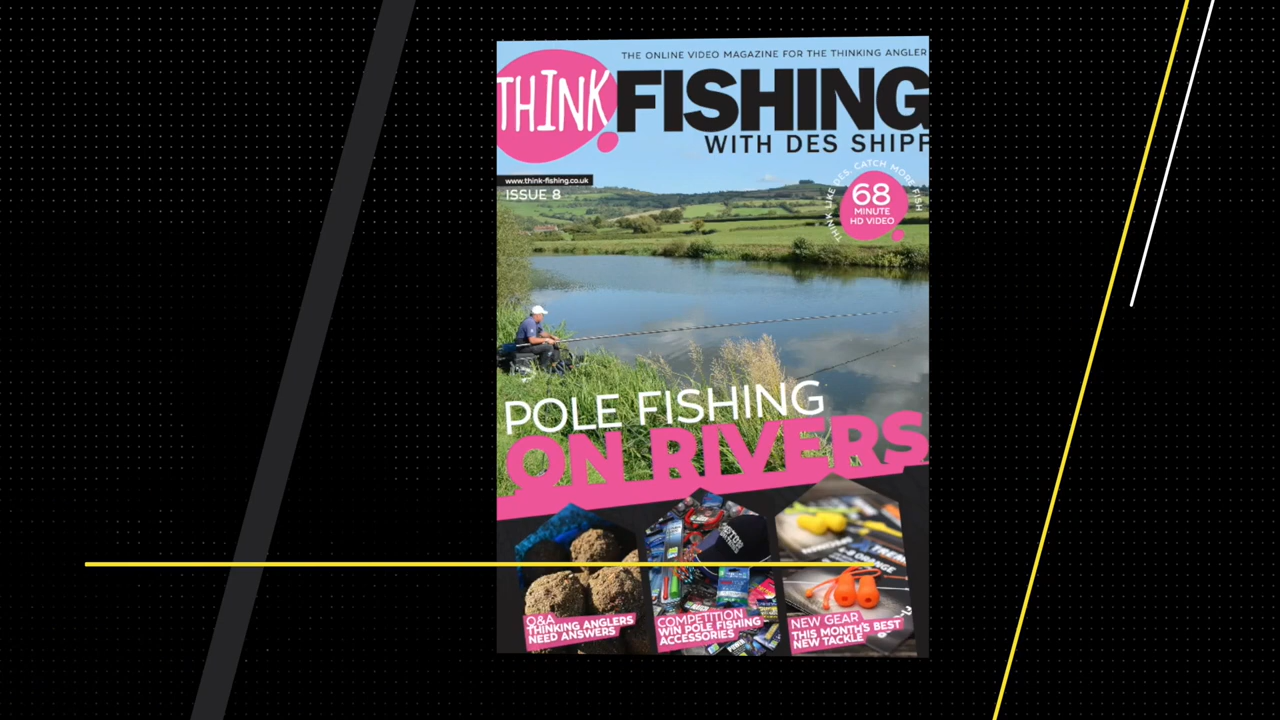 THE ONLINE VIDEO MAGAZINE FOR THE THINKING ANGLER
THINK FISHING
WITH DES SHIPP
www.think-fishing.co.uk
ISSUE 8
THINK LIKE DES, CATCH MORE FISH
68
MINUTE
HD VIDEO
POLE FISHING
ON RIVERS
Q&A
THINKING ANGLERS
NEED ANSWERS
COMPETITION
WIN POLE FISHING
ACCESSORIES
NEW GEAR
THIS MONTH'S BEST
NEW TACKLE